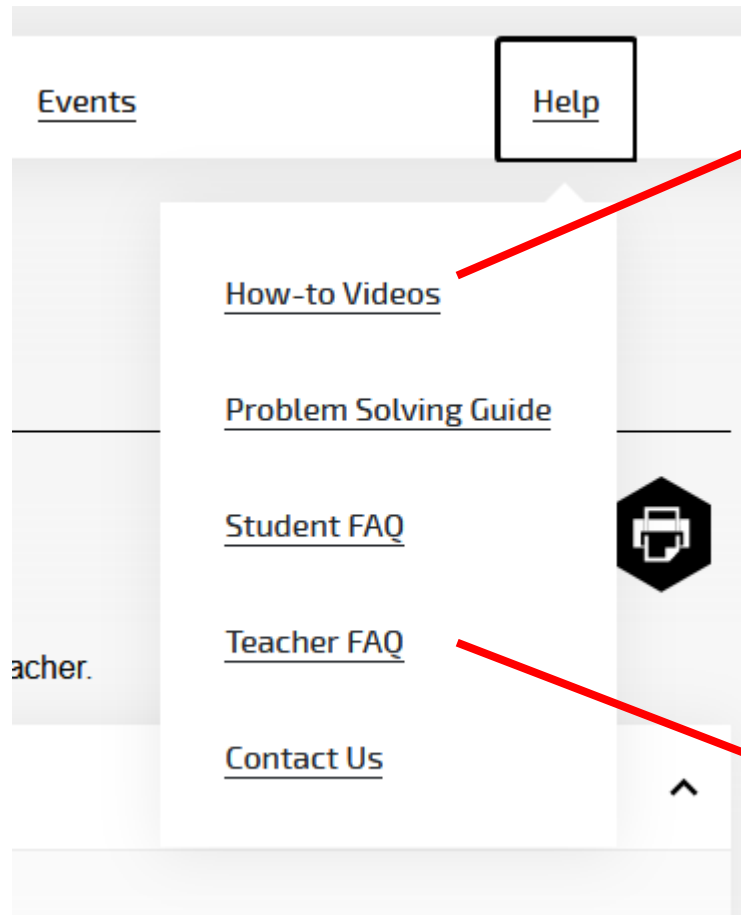 Events
Help
How-to Videos
Problem Solving Guide
Student FAQ
Teacher FAQ
acher.
Contact Us